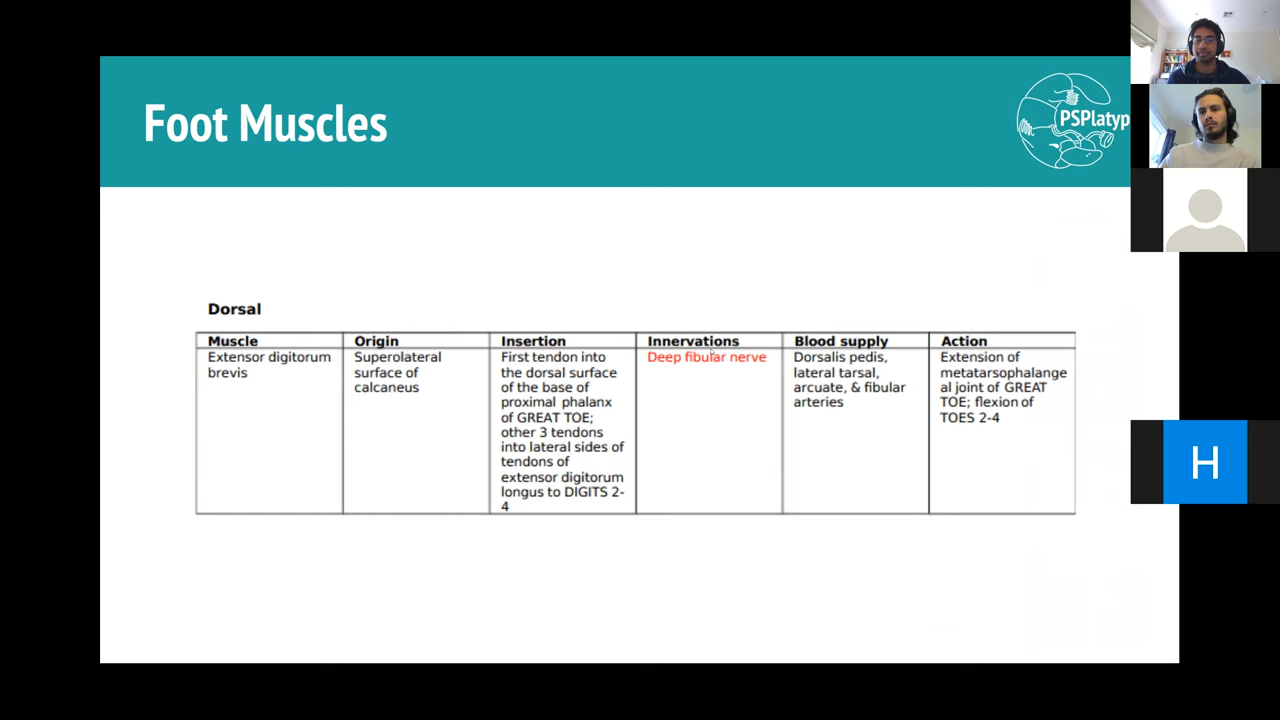 Foot Muscles
PSPlatyp
Dorsal
Muscle Origin Insertion Innervations Blood supply Action
Extensor digitorum
brevis
Superolateral
surface of
calcaneus
First tendon into
the dorsal surface
of the base of
proximal phalanx
of GREAT TOE;
other 3 tendons
into lateral sides of
tendons of
extensor digitorum
longus to DIGITS 2-
4
Deep fibular nerve
Dorsalis pedis,
lateral tarsal,
arcuate, & fibular
arteries
Extension of
metatarsophalange
al joint of GREAT
TOE; flexion of
TOES 2-4
H